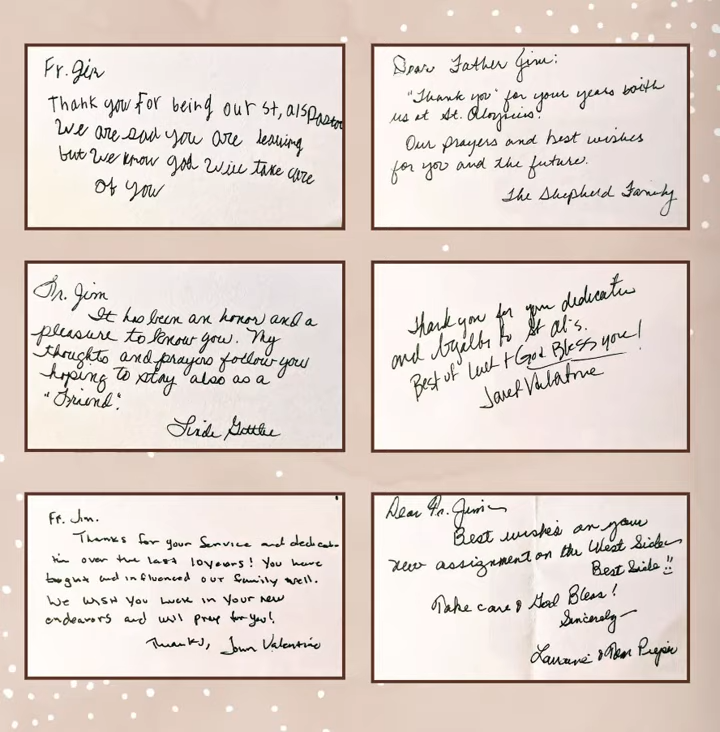 Fr. Jim
Thank you for being our st, als Pastor
We are sad you are leaving
but We know god Will take care
of you
Dear Father Jim:
"Thank you" for your years with
us at St. Aloysius!
Our prayers and best wishes
for you and the future.
The Shepherd Family
Fr. Jim
It has been an honor and a
pleasure to know you. My
thoughts and prayers follow you
hoping to stay also as a
"Friend".
Linda
Thank you for your dedication
and loyalty to St Al's.
Best of Luck + God Bless you!
Valentine
Fr. Jim.
Thanks for your Service and dedicat
over the last 10 years! You have
taught and influenced our family well.
We wish you luck in your new
endeavors and will pray for you!
Thanks, John Valentine
Dear Fr. Jim
Best wishes on your
new assignment on the West Side
Best Side!!
Take care & God Bless!
Sincerely
Lorraine &